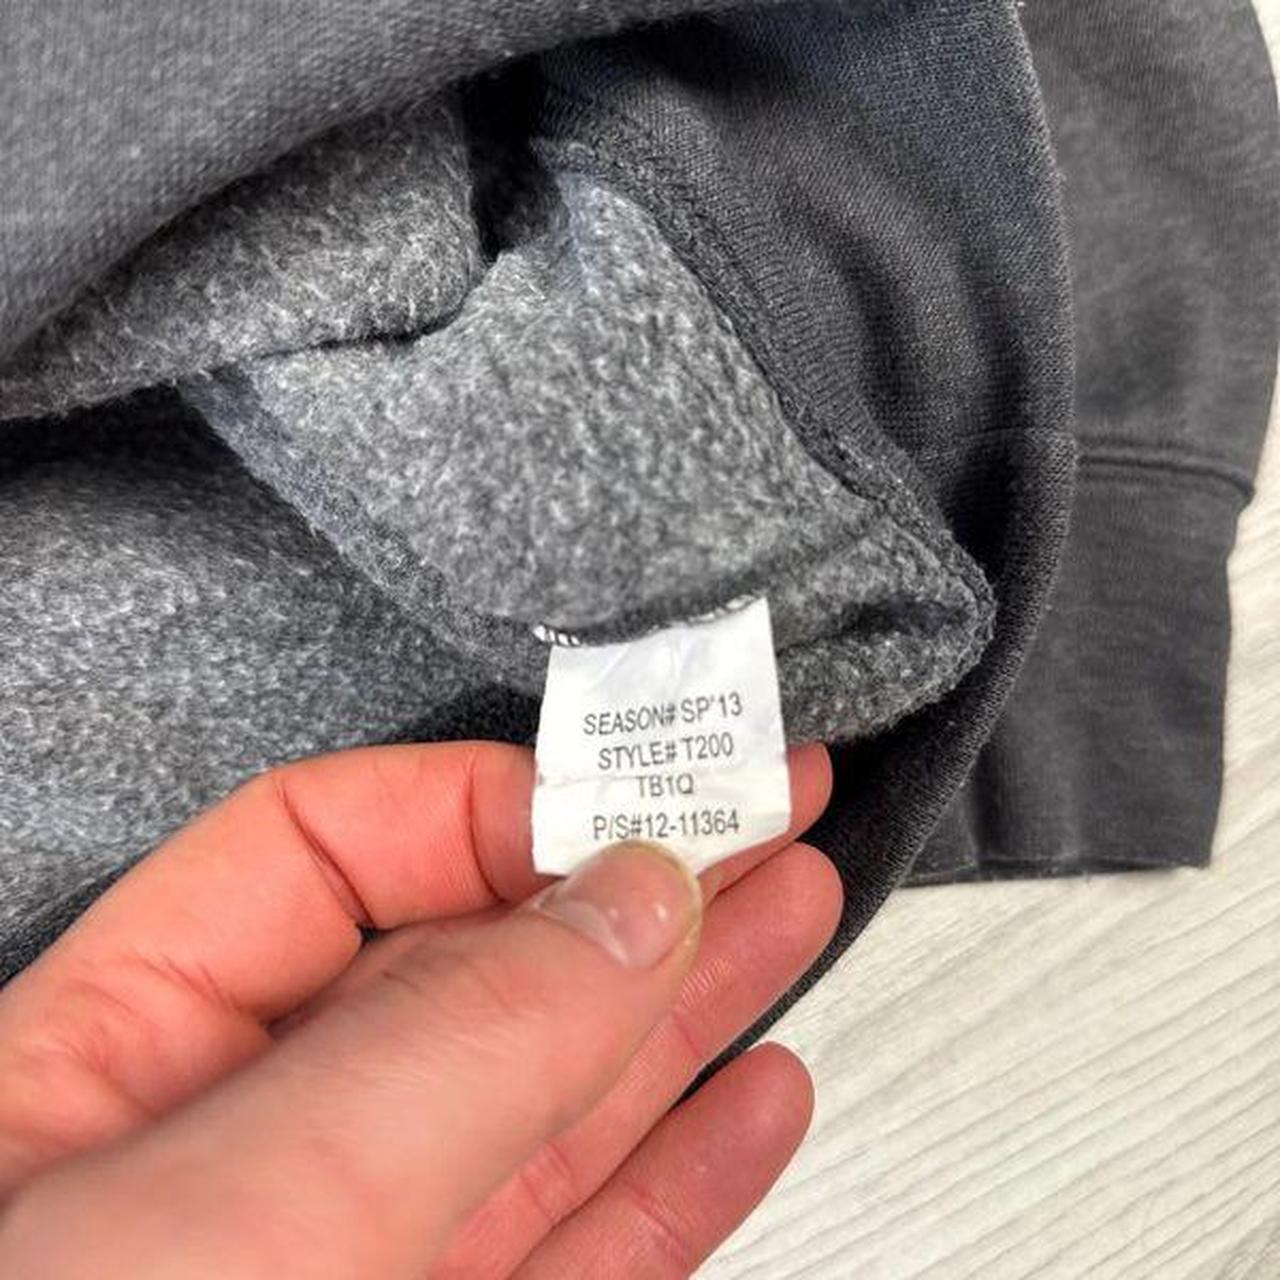 SEASON# SP'13
STYLE# T200
TB1Q
P/S#12-11364